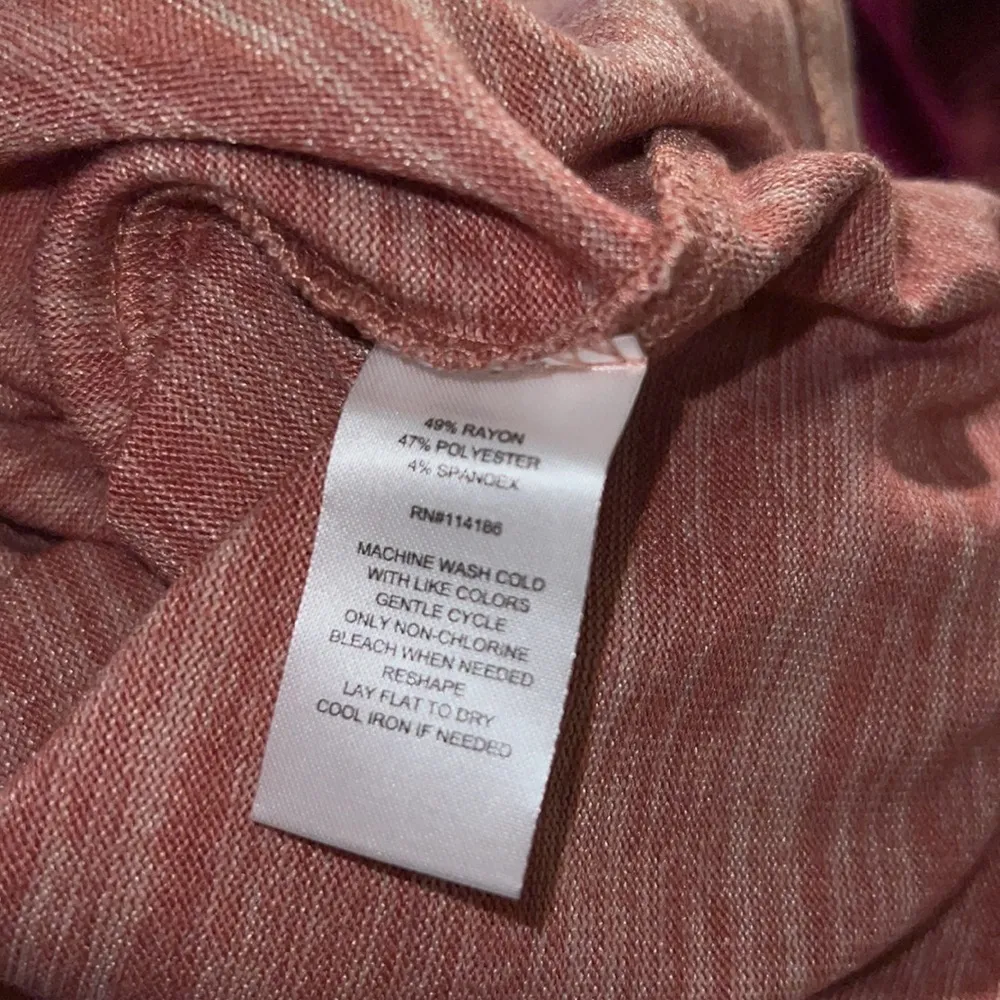 49% RAYON
47% POLYESTER
4% SPANDEX
RN#114186
MACHINE WASH COLD
WITH LIKE COLORS
GENTLE CYCLE
ONLY NON-CHLORINE
BLEACH WHEN NEEDED
RESHAPE
LAY FLAT TO DRY
COOL IRON IF NEEDED